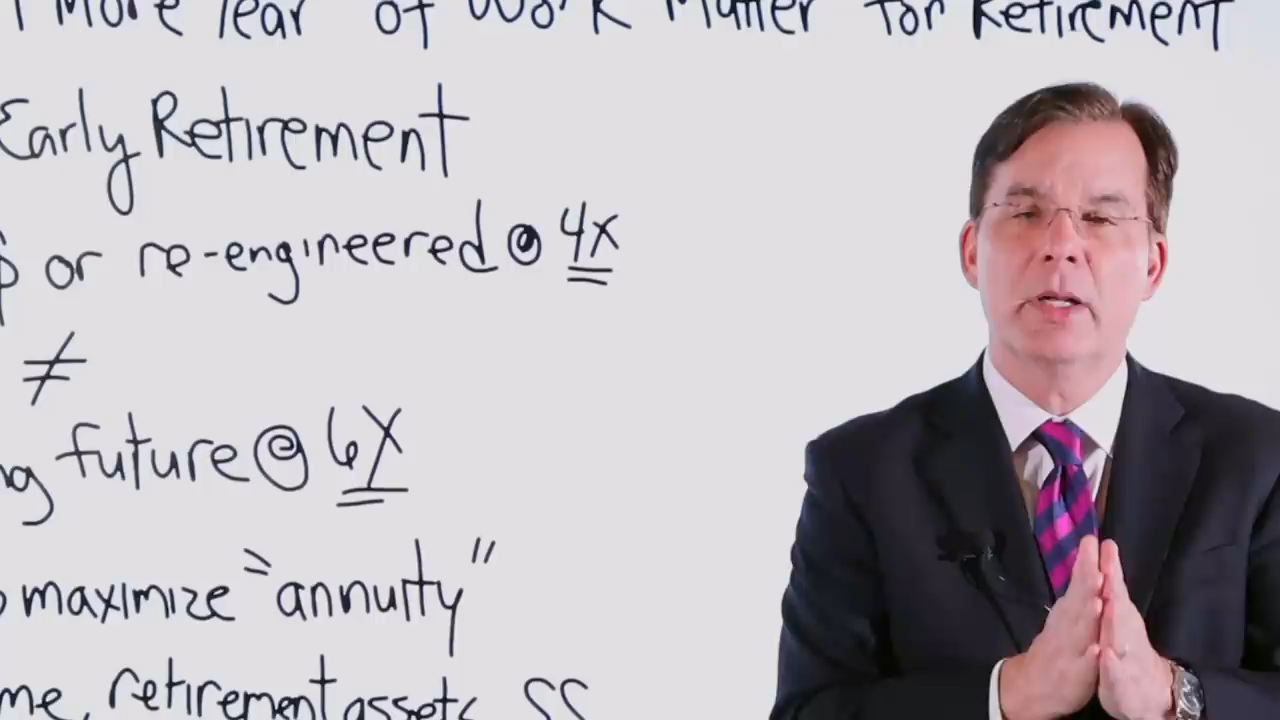 1 More Year of Work Matter for Retirement
Early Retirement
or re-engineered @ 4X
≠
future @ 6X
maximize "annuity"
retirement assets SS